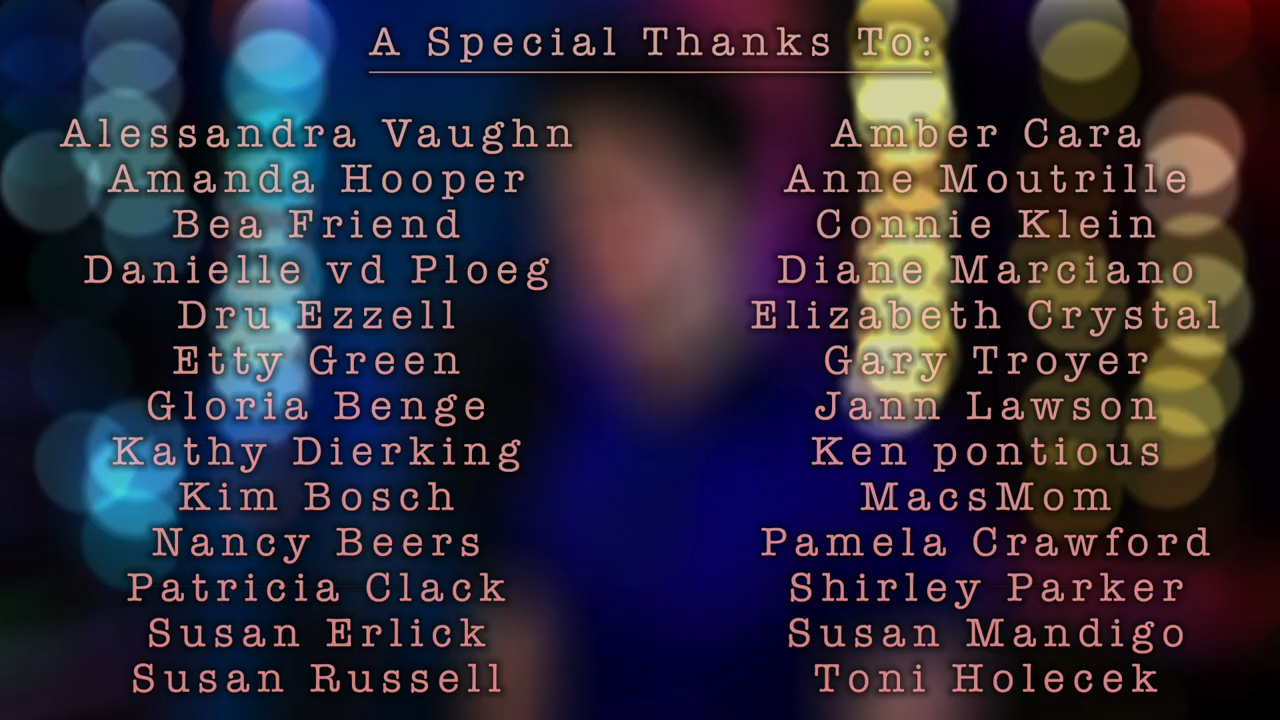 A Special Thanks To:
Alessandra Vaughn
Amanda Hooper
Bea Friend
Danielle vd Ploeg
Dru Ezzell
Etty Green
Gloria Benge
Kathy Dierking
Kim Bosch
Nancy Beers
Patricia Clack
Susan Erlick
Susan Russell
Amber Cara
Anne Moutrille
Connie Klein
Diane Marciano
Elizabeth Crystal
Gary Troyer
Jann Lawson
Ken pontious
MacsMom
Pamela Crawford
Shirley Parker
Susan Mandigo
Toni Holecek